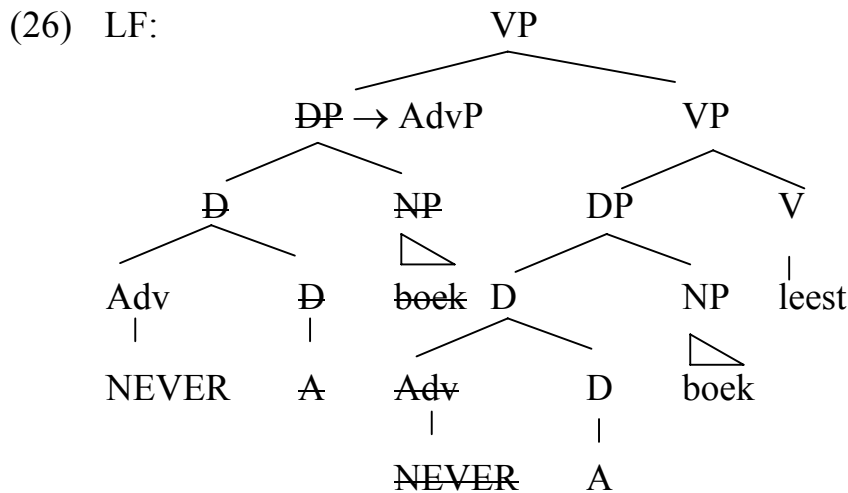 (26) LF: VP
DP → AdvP VP
D NP DP V
Adv D boek D NP leest
NEVER A Adv D boek
NEVER A